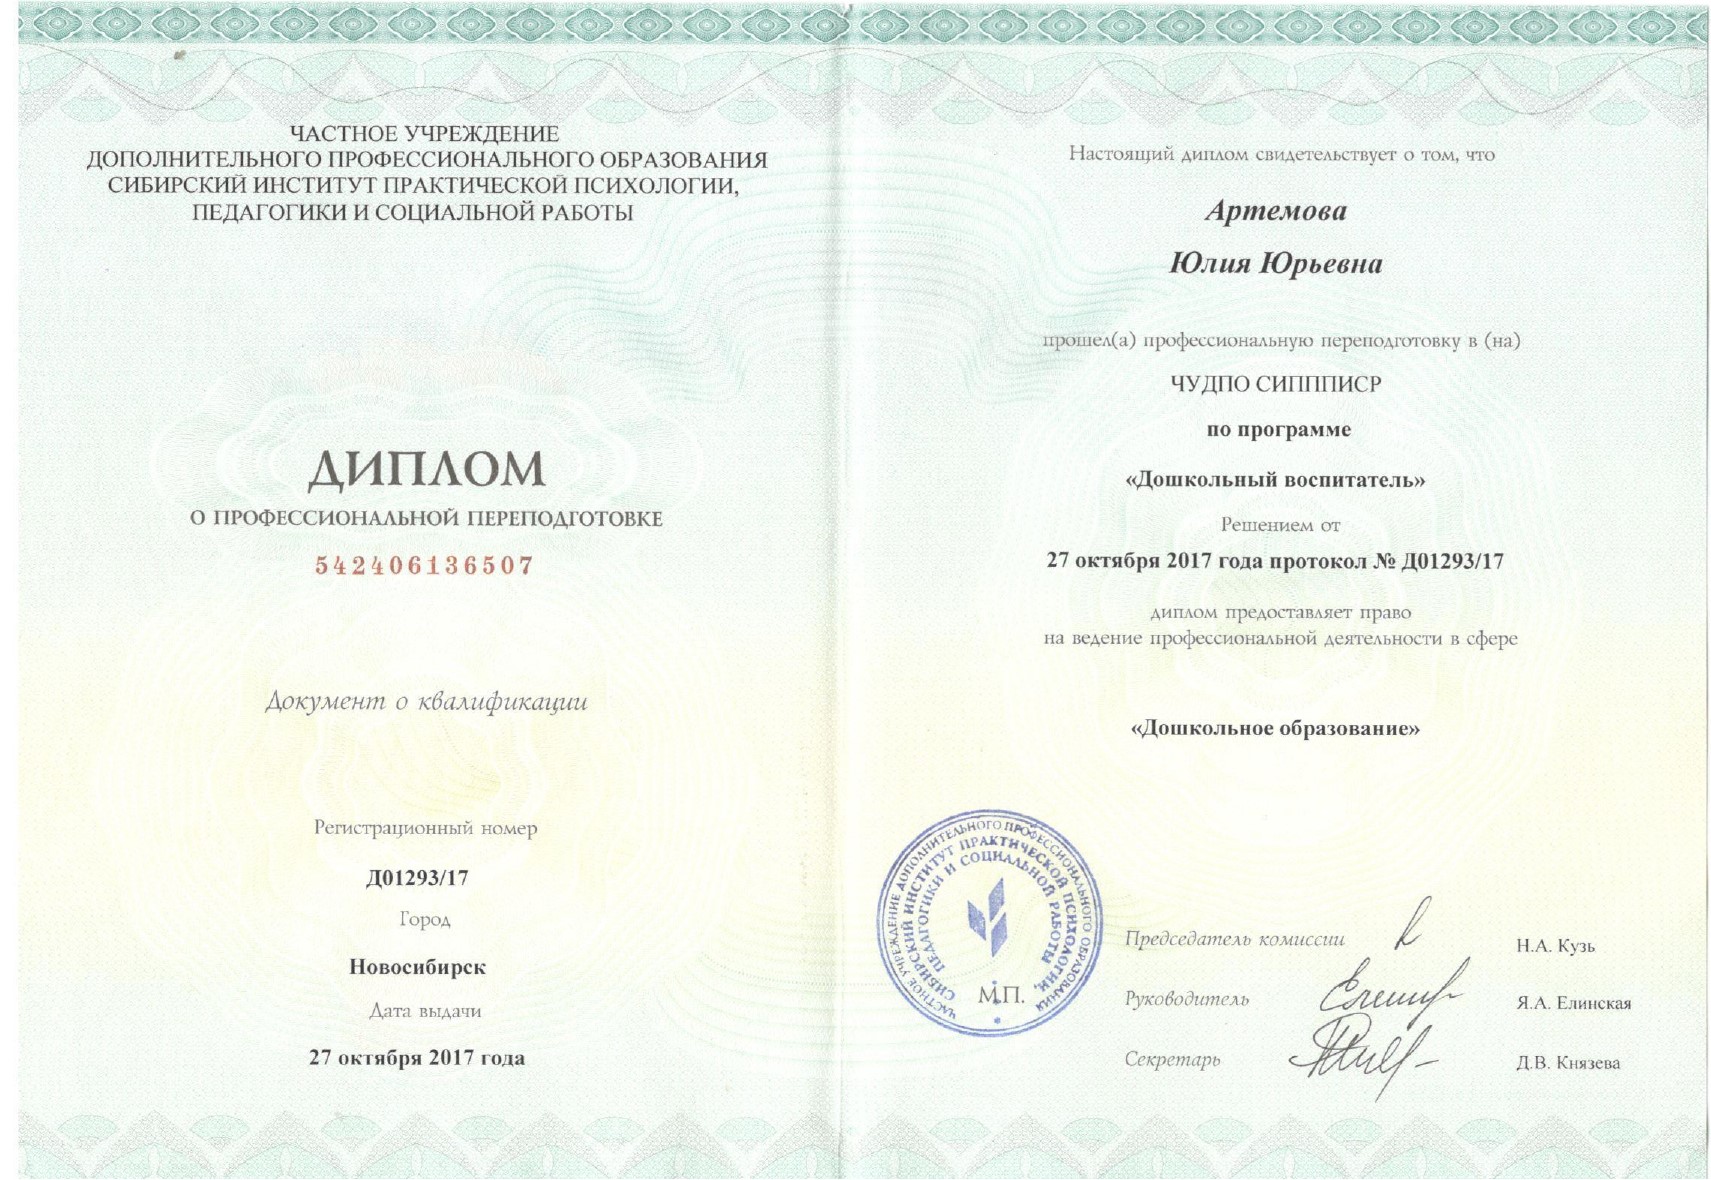 ЧАСТНОЕ УЧРЕЖДЕНИЕ
ДОПОЛНИТЕЛЬНОГО ПРОФЕССИОНАЛЬНОГО ОБРАЗОВАНИЯ
СИБИРСКИЙ ИНСТИТУТ ПРАКТИЧЕСКОЙ ПСИХОЛОГИИ,
ПЕДАГОГИКИ И СОЦИАЛЬНОЙ РАБОТЫ
ДИПЛОМ
О ПРОФЕССИОНАЛЬНОЙ ПЕРЕПОДГОТОВКЕ
542406136507
Документ о квалификации
Регистрационный номер
Д01293/17
Город
Новосибирск
Дата выдачи
27 октября 2017 года
Настоящий диплом свидетельствует о том, что
Артемова
Юлия Юрьевна
прошел(а) профессиональную переподготовку в (на)
ЧУДПО СИПППИСР
по программе
«Дошкольный воспитатель»
Решением от
27 октября 2017 года протокол № Д01293/17
диплом предоставляет право
на ведение профессиональной деятельности в сфере
«Дошкольное образование»
ЧАСТНОЕ УЧРЕЖДЕНИЕ ДОПОЛНИТЕЛЬНОГО ПРОФЕССИОНАЛЬНОГО ОБРАЗОВАНИЯ
СИБИРСКИЙ ИНСТИТУТ ПРАКТИЧЕСКОЙ ПСИХОЛОГИИ,
ПЕДАГОГИКИ И СОЦИАЛЬНОЙ РАБОТЫ
М.П.
Председатель комиссии Н.А. Кузь
Руководитель Я.А. Елинская
Секретарь Д.В. Князева